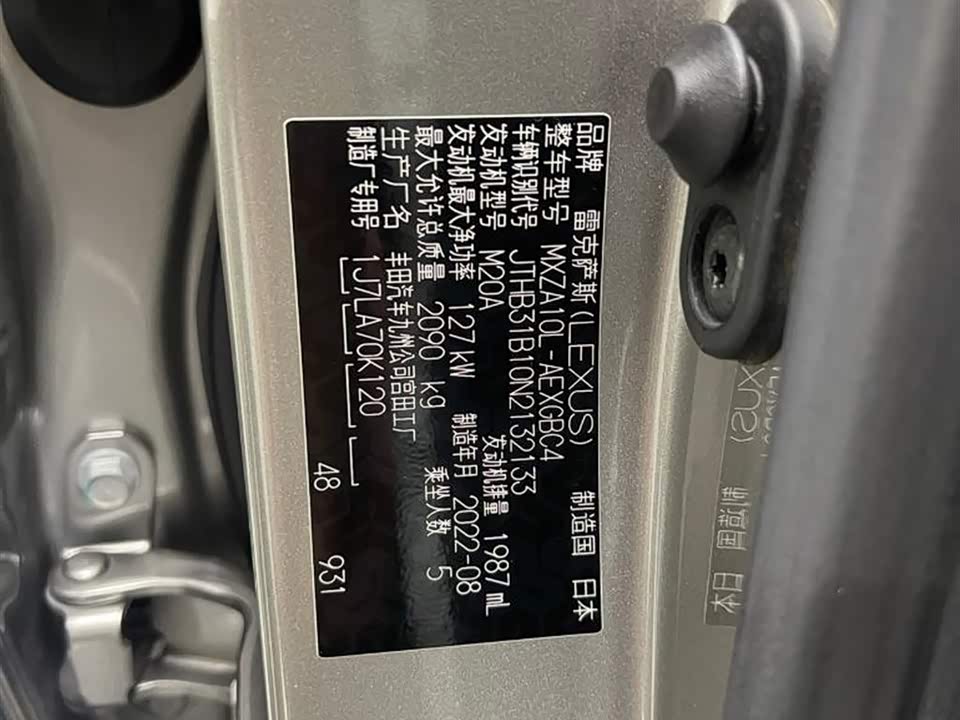 品牌 雷克萨斯(LEXUS) 制造国 日本
整车型号 MXZA10L-AEXGBC4
车辆识别代号 JTHB31B10N2132133
发动机型号 M20A 发动机排量 1987 mL
发动机最大净功率 127 kW 制造年月 2022-08
最大允许总质量 2090 kg 乘坐人数 5
生产厂名 丰田汽车九州公司宫田工厂
制造厂专用号 1J7LA70K120 48 931